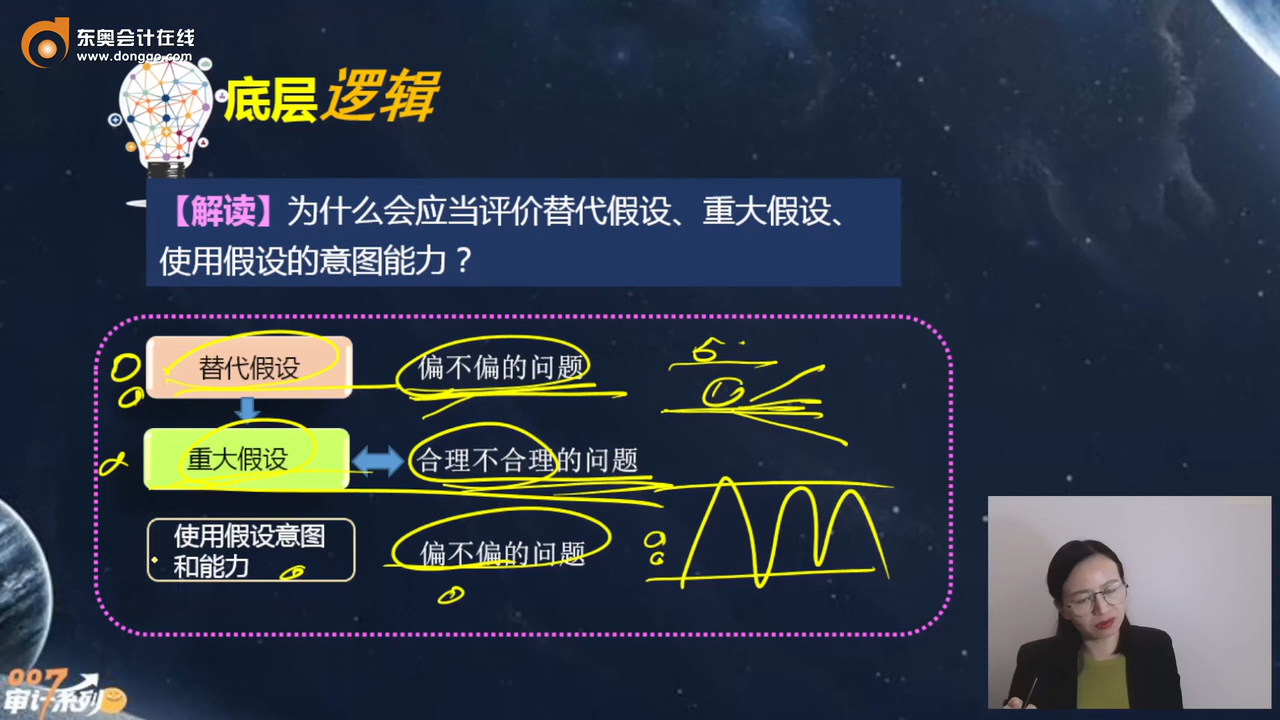 东奥会计在线
www.dongao.com
底层逻辑
【解读】为什么会应当评价替代假设、重大假设、
使用假设的意图能力？
替代假设
偏不偏的问题
重大假设
合理不合理的问题
使用假设意图
和能力
偏不偏的问题
007
审计系列